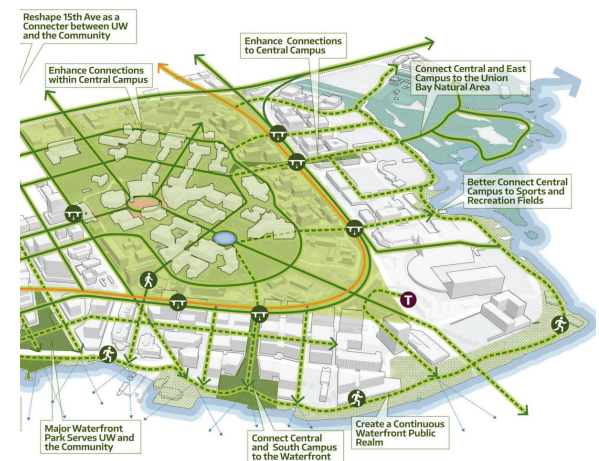 Reshape 15th Ave as a
Connecter between UW
and the Community
Enhance Connections
within Central Campus
Enhance Connections
to Central Campus
Connect Central and East
Campus to the Union
Bay Natural Area
Better Connect Central
Campus to Sports and
Recreation Fields
T
Major Waterfront
Park Serves UW and
the Community
Connect Central
and South Campus
to the Waterfront
Create a Continuous
Waterfront Public
Realm